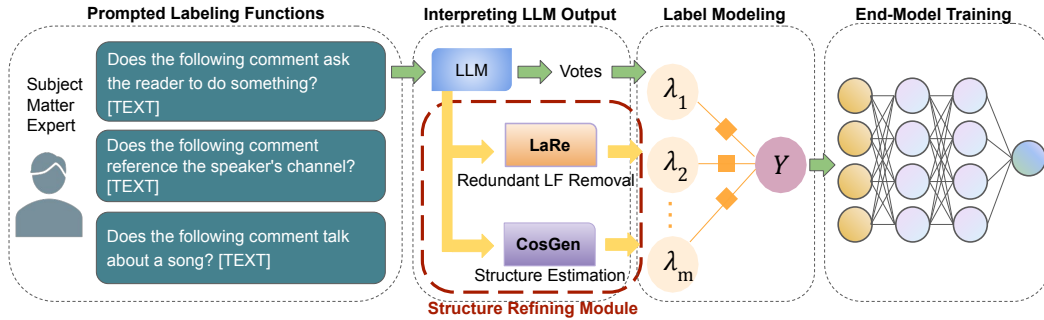 Prompted Labeling Functions
Interpreting LLM Output
Label Modeling
End-Model Training
Subject
Matter
Expert
Does the following comment ask
the reader to do something?
[TEXT]
Does the following comment
reference the speaker's channel?
[TEXT]
Does the following comment talk
about a song? [TEXT]
LLM
Votes
LaRe
Redundant LF Removal
CosGen
Structure Estimation
Structure Refining Module
λ1
λ2
λm
Y